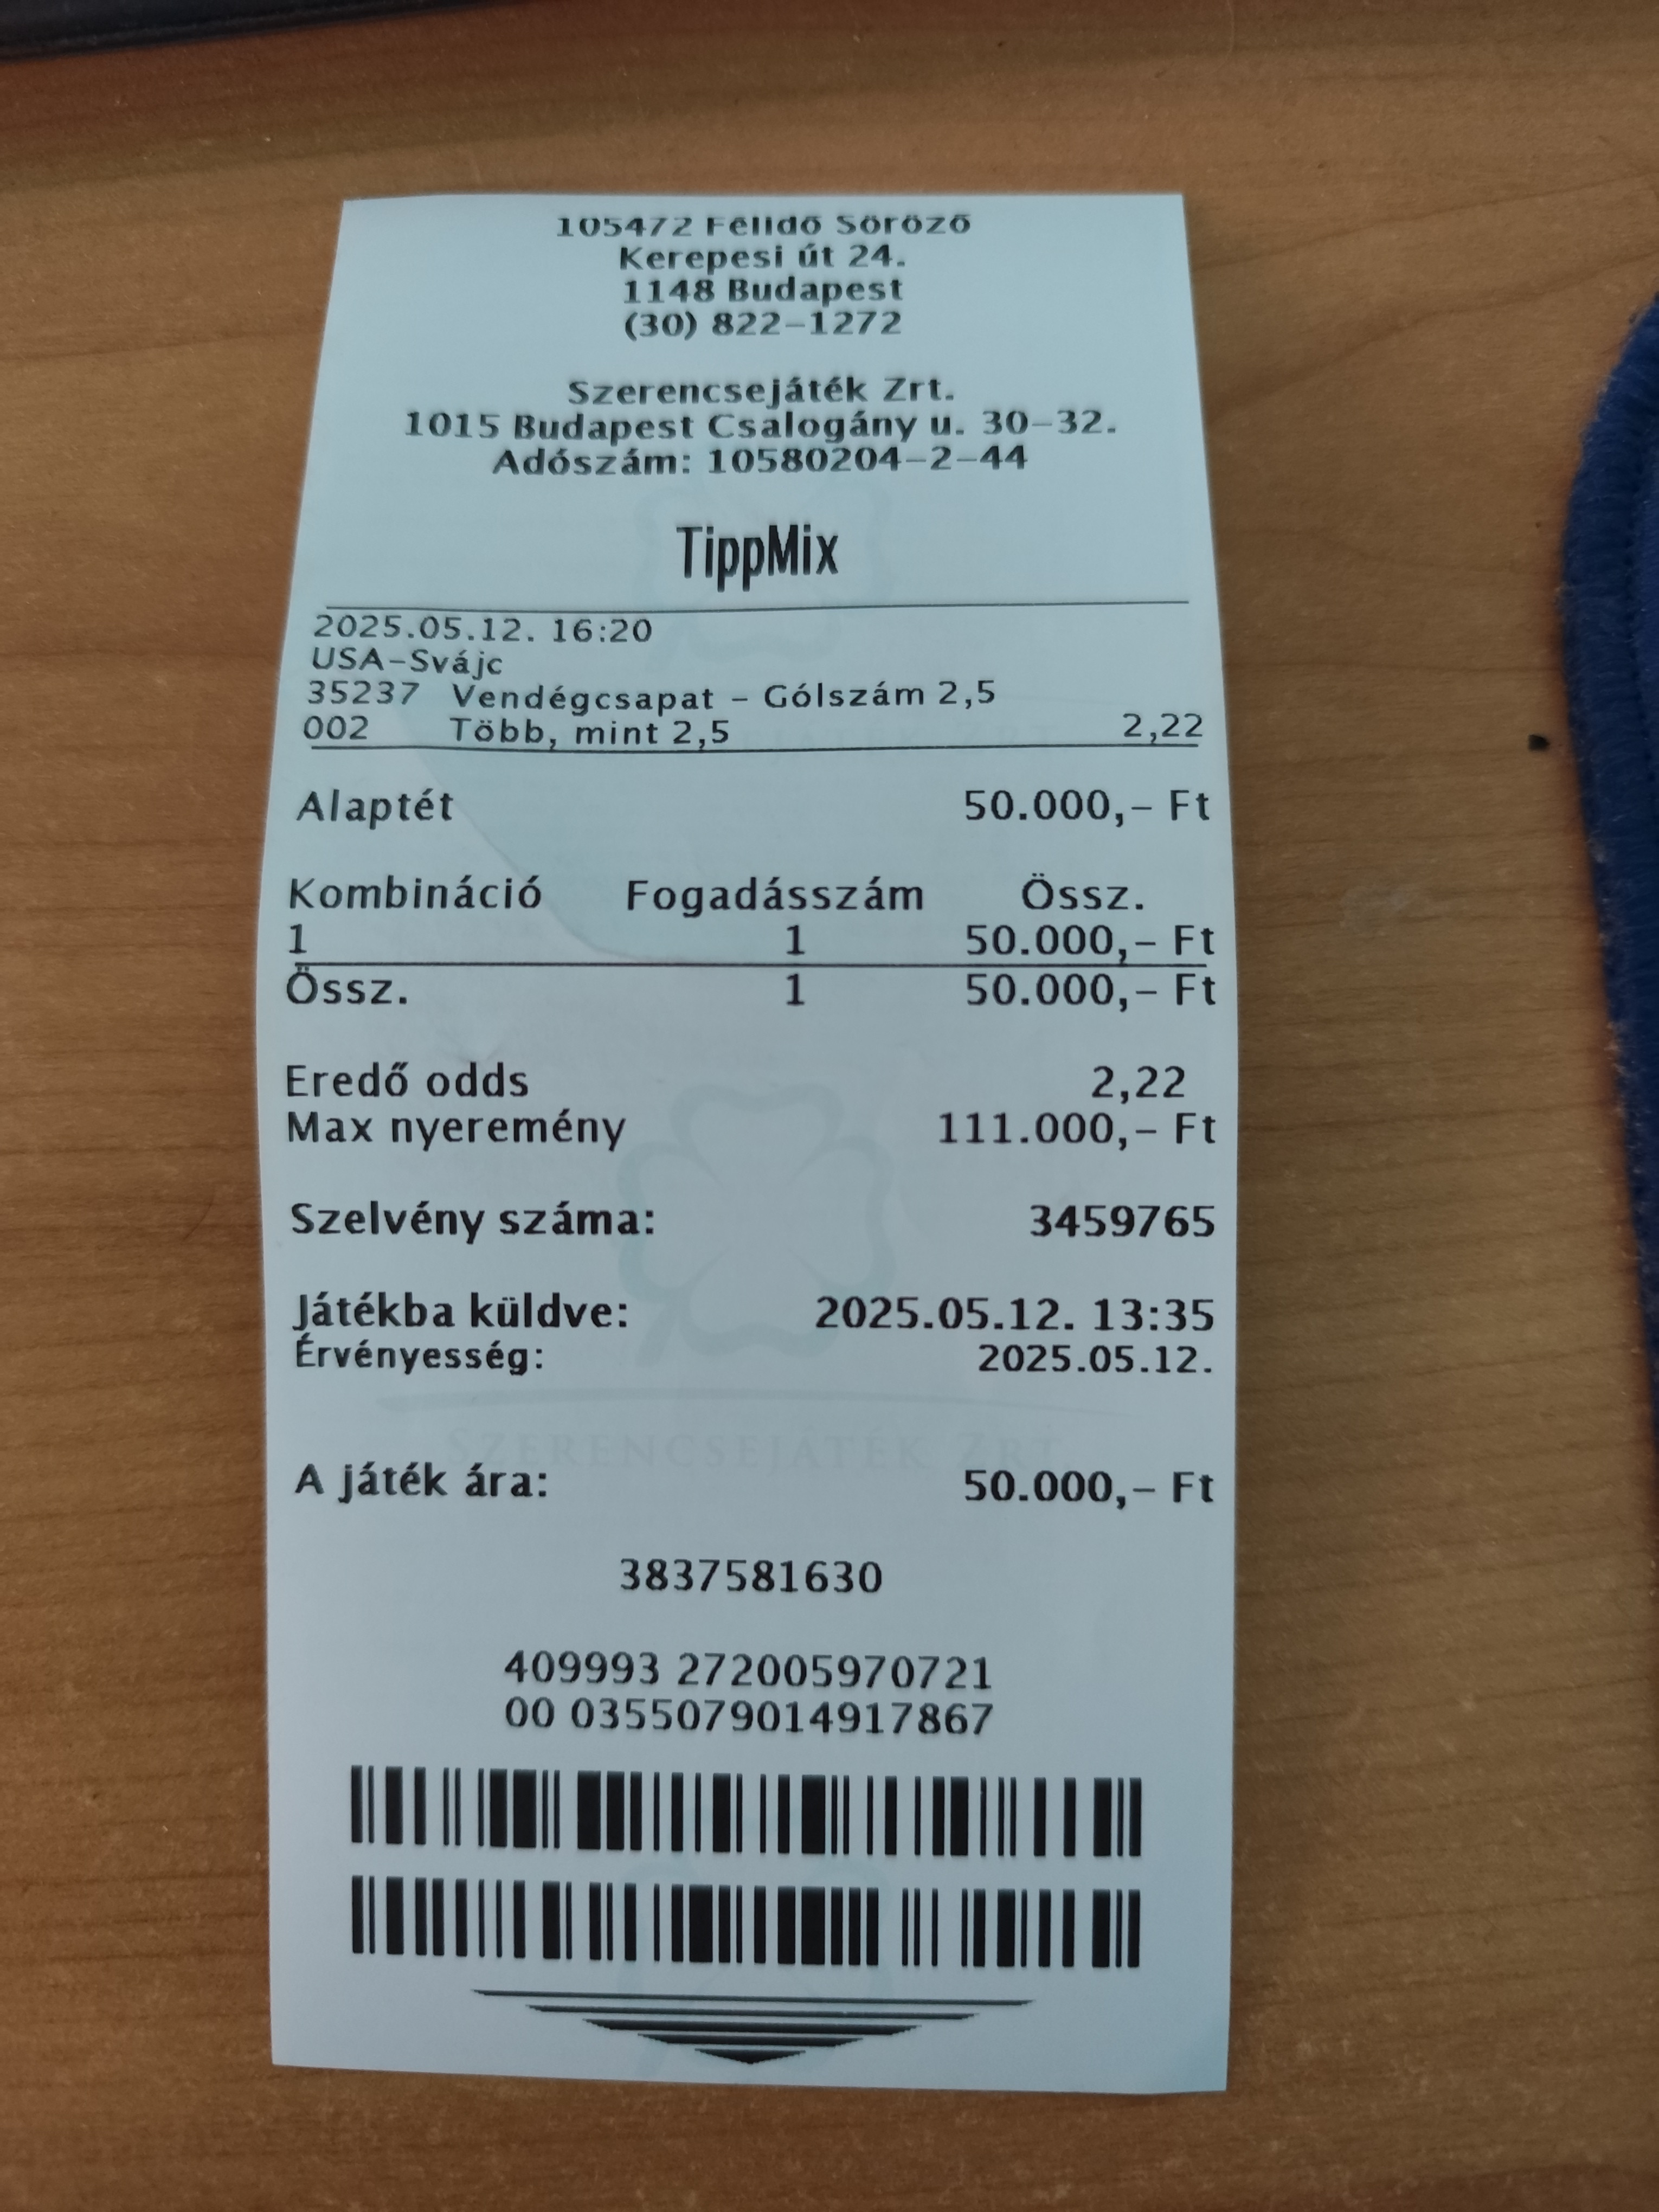 105472 Félidő Söröző
Kerepesi út 24.
1148 Budapest
(30) 822-1272
Szerencsejáték Zrt.
1015 Budapest Csalogány u. 30-32.
Adószám: 10580204-2-44
TippMix
2025.05.12. 16:20
USA-Svájc
35237 Vendégcsapat - Gólszám 2,5
002 Több, mint 2,5 2,22
Alaptét 50.000,- Ft
Kombináció Fogadásszám Össz.
1 1 50.000,- Ft
Össz. 1 50.000,- Ft
Eredő odds 2,22
Max nyeremény 111.000,- Ft
Szelvény száma: 3459765
Játékba küldve: 2025.05.12. 13:35
Érvényesség: 2025.05.12.
SZERENCSEJÁTÉK ZRT
A játék ára: 50.000,- Ft
3837581630
409993 272005970721
00 0355079014917867